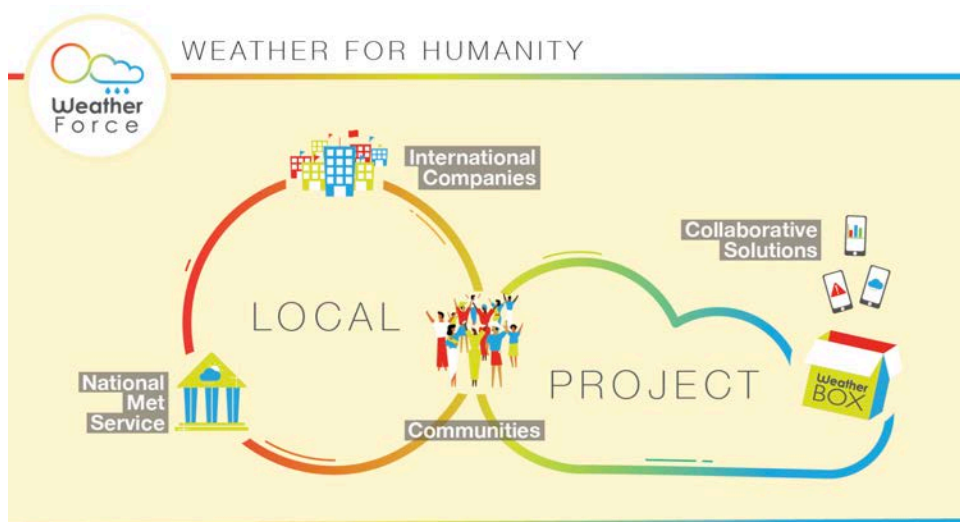 WEATHER FOR HUMANITY
Weather
Force
International
Companies
Collaborative
Solutions
LOCAL
PROJECT
National
Met
Service
Weather
BOX
Communities